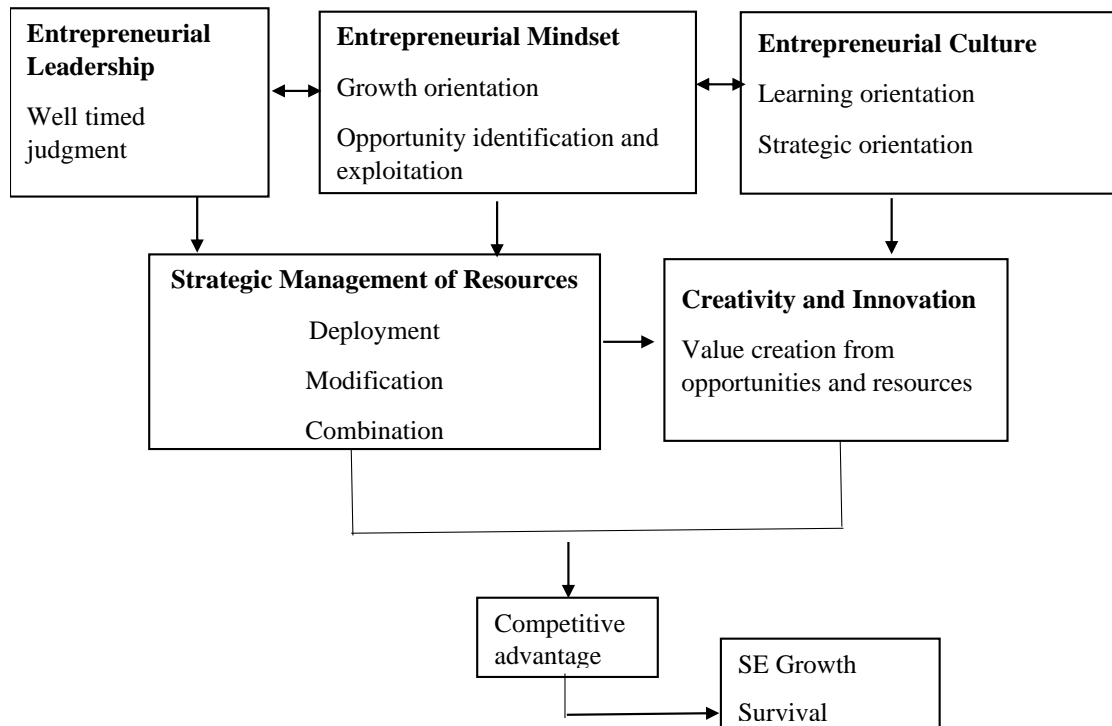 Entrepreneurial
Leadership
Well timed
judgment
Entrepreneurial Mindset
Growth orientation
Opportunity identification and
exploitation
Entrepreneurial Culture
Learning orientation
Strategic orientation
Strategic Management of Resources
Deployment
Modification
Combination
Creativity and Innovation
Value creation from
opportunities and resources
Competitive
advantage
SE Growth
Survival